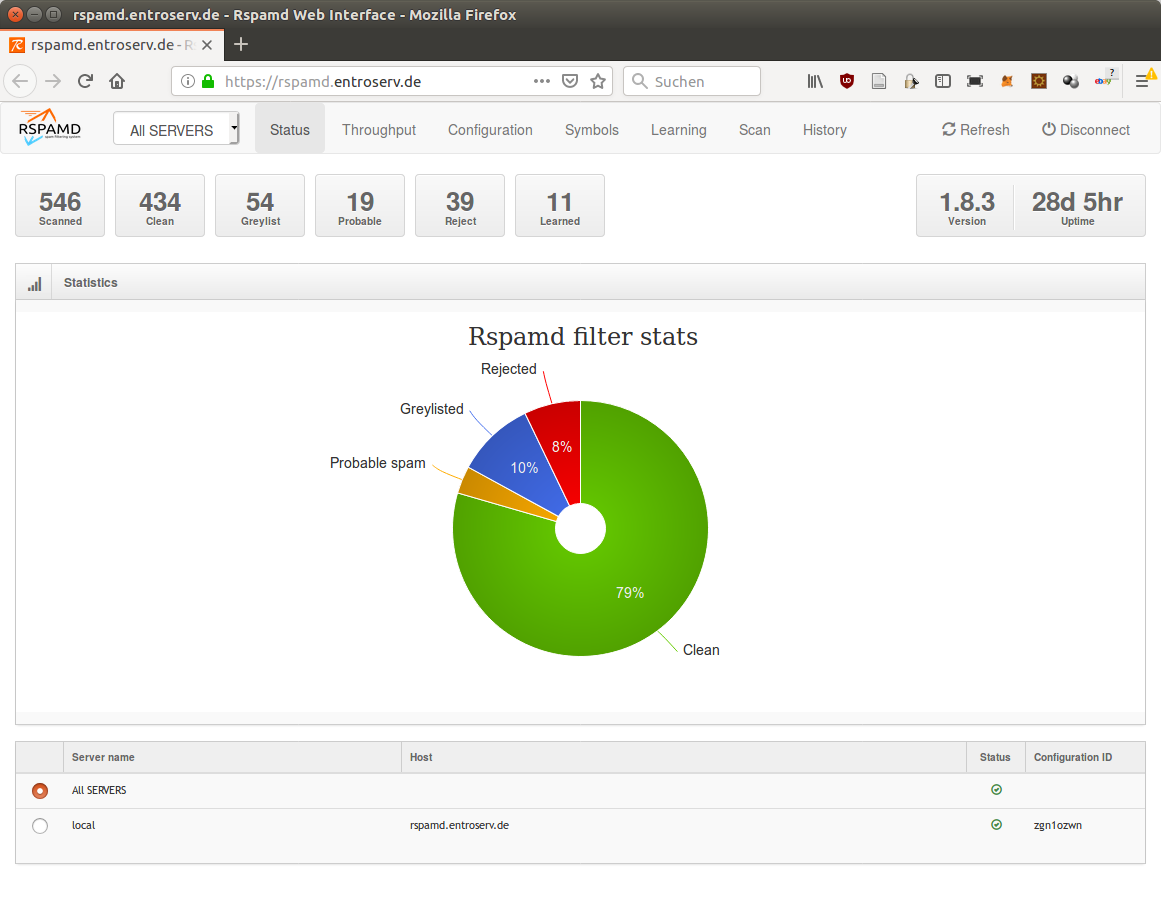 rspamd.entroserv.de - Rspamd Web Interface - Mozilla Firefox
rspamd.entroserv.de - R
https://rspamd.entroserv.de
Suchen
RSPAMD
spam filtering system
All SERVERS
Status
Throughput
Configuration
Symbols
Learning
Scan
History
Refresh
Disconnect
546
Scanned
434
Clean
54
Greylist
19
Probable
39
Reject
11
Learned
1.8.3
Version
28d 5hr
Uptime
Statistics
Rspamd filter stats
Rejected
Greylisted
Probable spam
8%
10%
79%
Clean
Server name Host Status Configuration ID
All SERVERS
local rspamd.entroserv.de zgn1ozwn